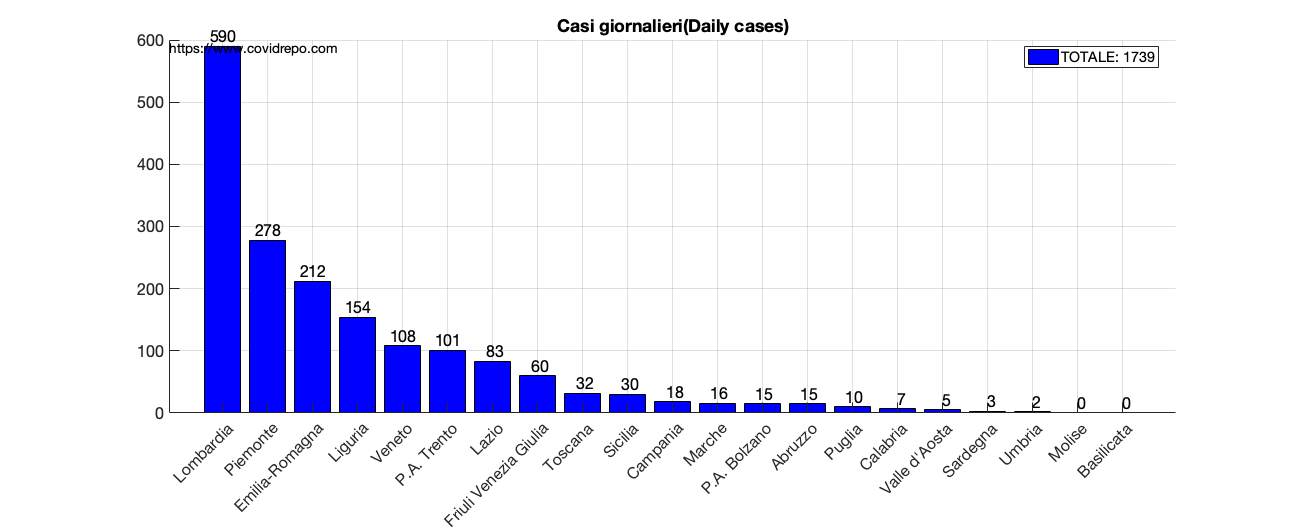 Casi giornalieri(Daily cases)
https://www.covidrepo.com
TOTALE: 1739
600
500
400
300
200
100
0
590
278
212
154
108
101
83
60
32
30
18
16
15
15
10
7
5
3
2
0
0
Lombardia
Piemonte
Emilia-Romagna
Liguria
Veneto
P.A. Trento
Lazio
Friuli Venezia Giulia
Toscana
Sicilia
Campania
Marche
P.A. Bolzano
Abruzzo
Puglia
Calabria
Valle d'Aosta
Sardegna
Umbria
Molise
Basilicata